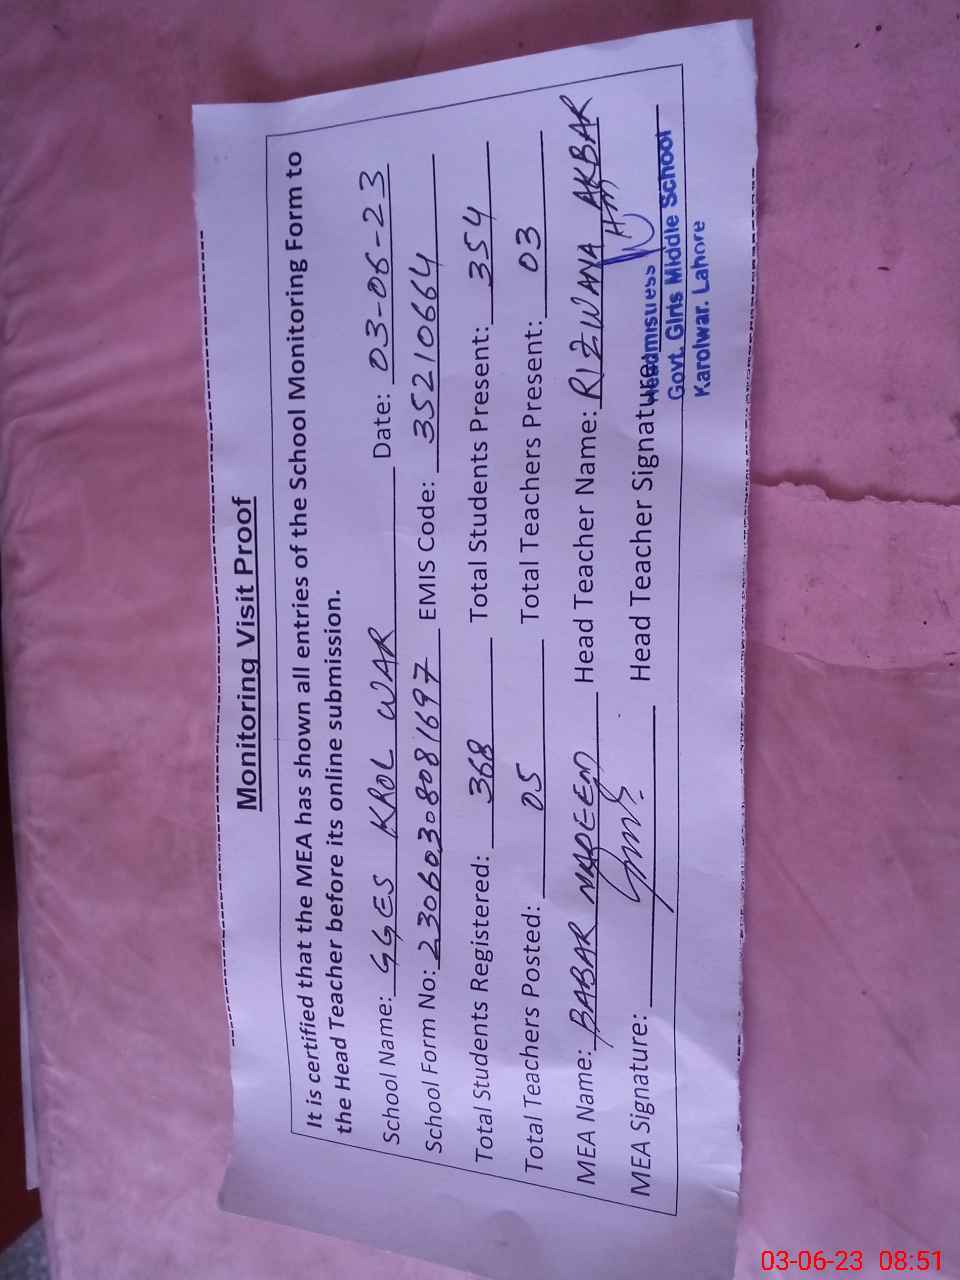 Monitoring Visit Proof
It is certified that the MEA has shown all entries of the School Monitoring Form to
the Head Teacher before its online submission.
School Name: GGES KROL WAR Date: 03-06-23
School Form No: 23060308081697 EMIS Code: 35210664
Total Students Registered: 368 Total Students Present: 354
Total Teachers Posted: 05 Total Teachers Present: 03
MEA Name: BABAR NADEEM Head Teacher Name: RIZWANA AKBAR
MEA Signature: Head Teacher Signature:
Headmistress
Govt. Girls Middle School
Karolwar. Lahore
03-06-23 08:51